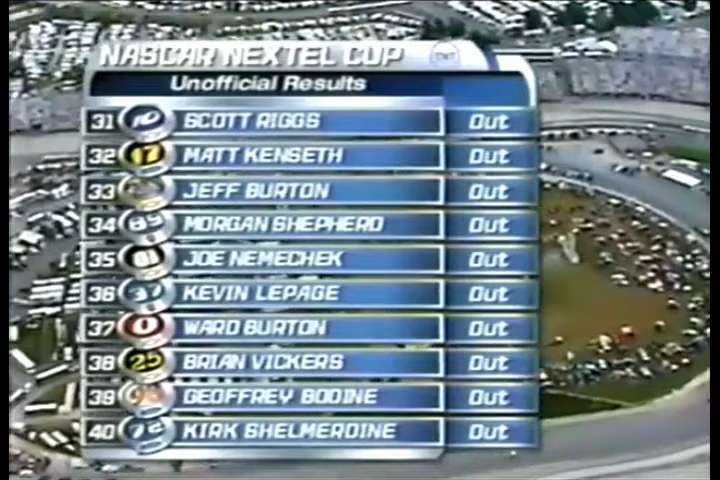 NASCAR NEXTEL CUP TNT
Unofficial Results
31 10 SCOTT RIGGS Out
32 17 MATT KENSETH Out
33 JEFF BURTON Out
34 89 MORGAN SHEPHERD Out
35 01 JOE NEMECHEK Out
36 37 KEVIN LEPAGE Out
37 0 WARD BURTON Out
38 25 BRIAN VICKERS Out
39 GEOFFREY BODINE Out
40 KIRK SHELMERDINE Out